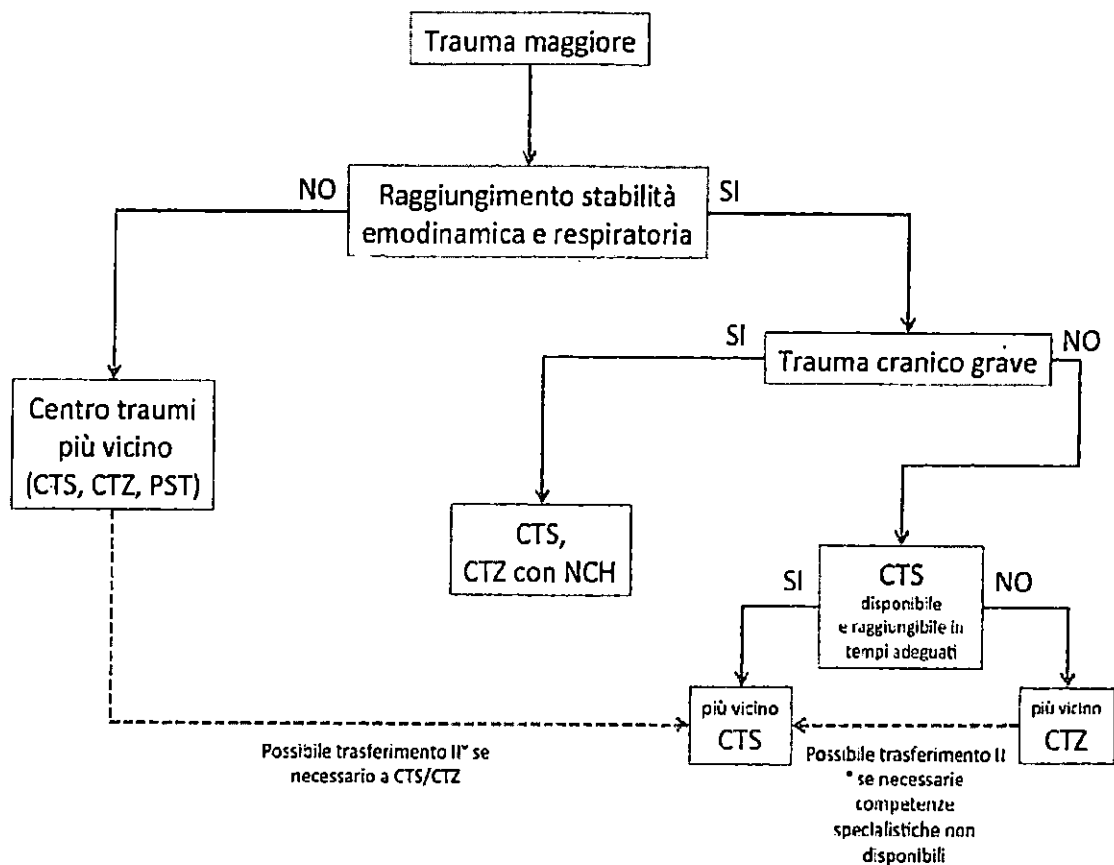 Trauma maggiore
NO
Raggiungimento stabilità
emodinamica e respiratoria
SI
SI
Trauma cranico grave
NO
Centro traumi
più vicino
(CTS, CTZ, PST)
CTS,
CTZ con NCH
SI
CTS
disponibile
e raggiungibile in
tempi adeguati
NO
più vicino
CTS
più vicino
CTZ
Possibile trasferimento II° se
necessario a CTS/CTZ
Possibile trasferimento II
° se necessarie
competenze
specialistiche non
disponibili